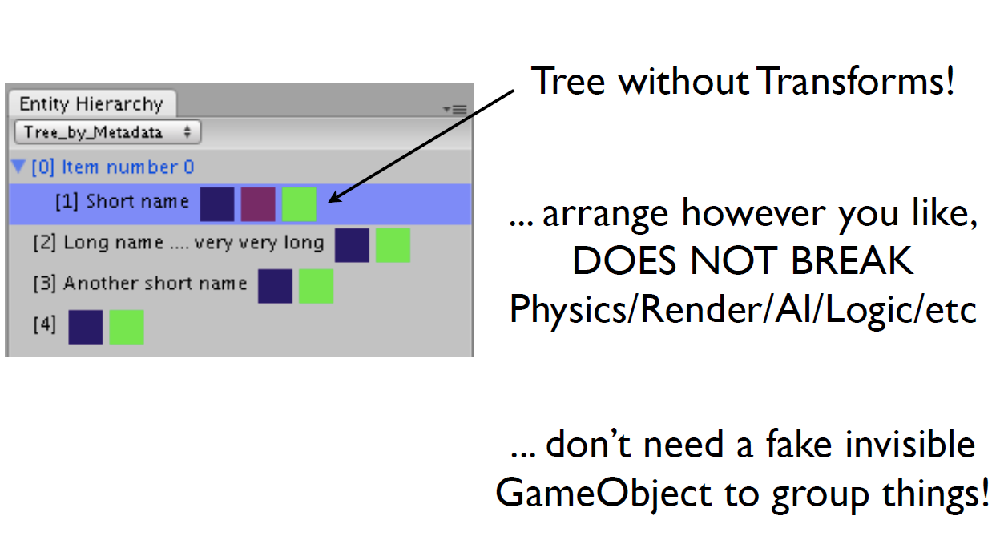 Entity Hierarchy
Tree_by_Metadata
[0] Item number 0
[1] Short name
[2] Long name .... very very long
[3] Another short name
[4]
Tree without Transforms!
... arrange however you like,
DOES NOT BREAK
Physics/Render/AI/Logic/etc
... don’t need a fake invisible
GameObject to group things!